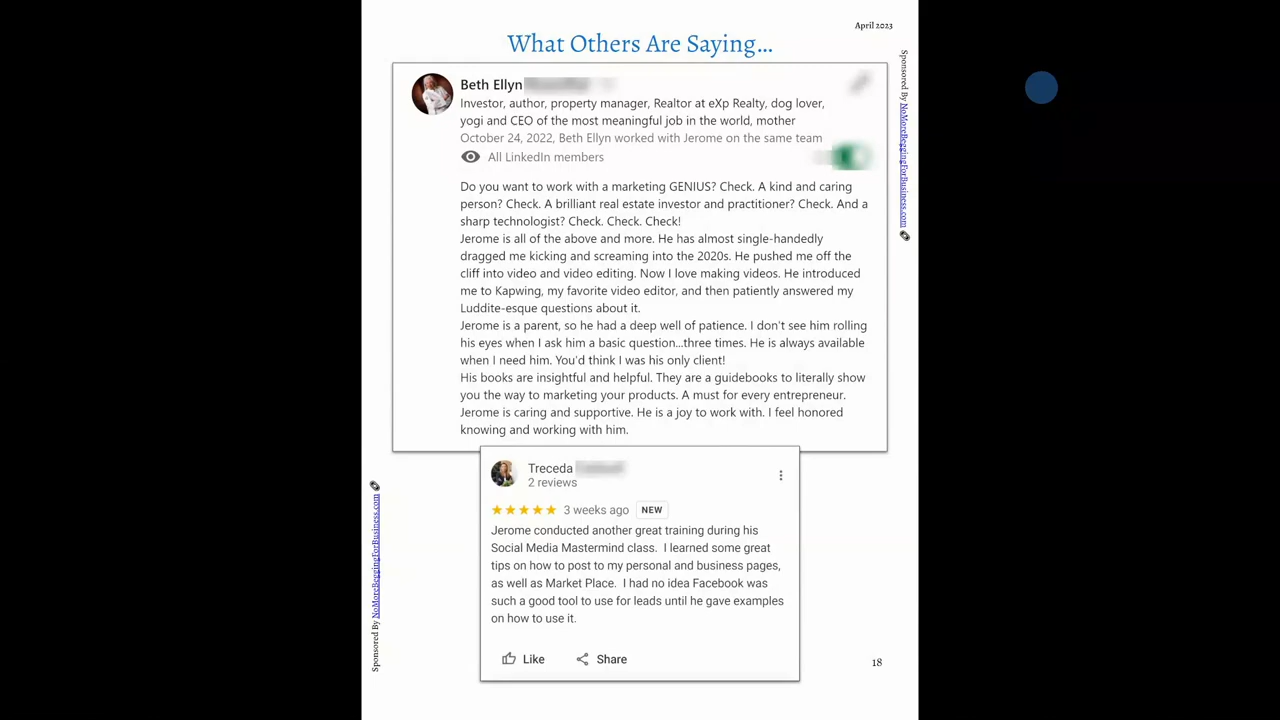 April 2023
What Others Are Saying...
Beth Ellyn
Investor, author, property manager, Realtor at eXp Realty, dog lover,
yogi and CEO of the most meaningful job in the world, mother
October 24, 2022, Beth Ellyn worked with Jerome on the same team
All LinkedIn members
Do you want to work with a marketing GENIUS? Check. A kind and caring
person? Check. A brilliant real estate investor and practitioner? Check. And a
sharp technologist? Check. Check. Check!
Jerome is all of the above and more. He has almost single-handedly
dragged me kicking and screaming into the 2020s. He pushed me off the
cliff into video and video editing. Now I love making videos. He introduced
me to Kapwing, my favorite video editor, and then patiently answered my
Luddite-esque questions about it.
Jerome is a parent, so he had a deep well of patience. I don't see him rolling
his eyes when I ask him a basic question...three times. He is always available
when I need him. You'd think I was his only client!
His books are insightful and helpful. They are a guidebooks to literally show
you the way to marketing your products. A must for every entrepreneur.
Jerome is caring and supportive. He is a joy to work with. I feel honored
knowing and working with him.
Sponsored By NoMoreBeggingForBusiness.com
Treceda
2 reviews
3 weeks ago NEW
Jerome conducted another great training during his
Social Media Mastermind class. I learned some great
tips on how to post to my personal and business pages,
as well as Market Place. I had no idea Facebook was
such a good tool to use for leads until he gave examples
on how to use it.
Like Share
Sponsored By NoMoreBeggingForBusiness.com
18